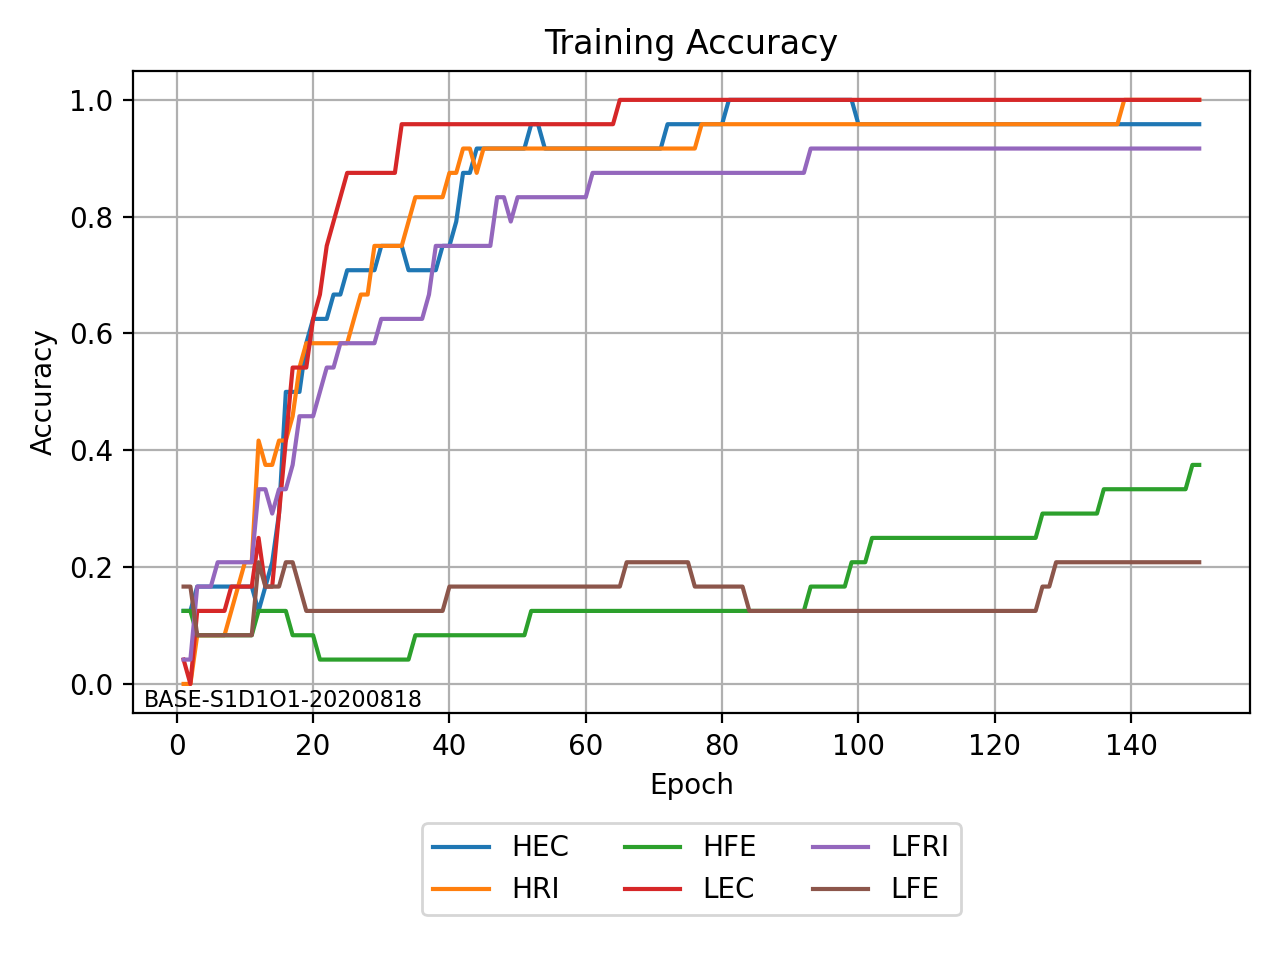 Training Accuracy
1.0
0.8
0.6
0.4
0.2
0.0
Accuracy
BASE-S1D1O1-20200818
0 20 40 60 80 100 120 140
Epoch
HEC HFE LFRI
HRI LEC LFE